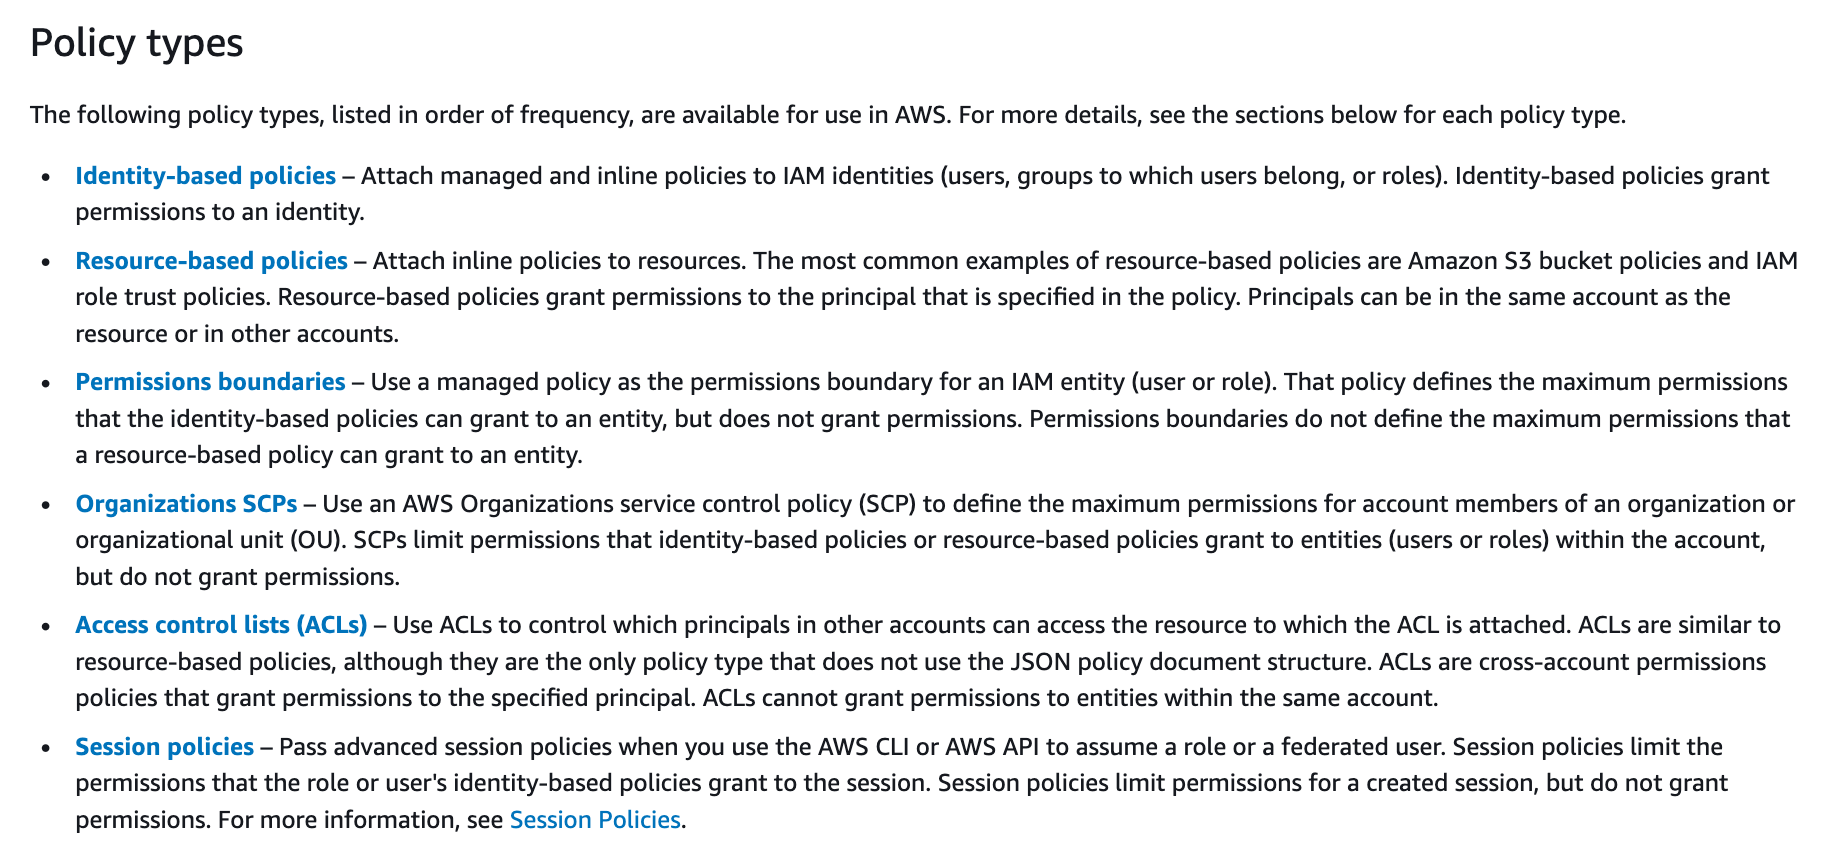 Policy types
The following policy types, listed in order of frequency, are available for use in AWS. For more details, see the sections below for each policy type.
• Identity-based policies – Attach managed and inline policies to IAM identities (users, groups to which users belong, or roles). Identity-based policies grant
permissions to an identity.
• Resource-based policies – Attach inline policies to resources. The most common examples of resource-based policies are Amazon S3 bucket policies and IAM
role trust policies. Resource-based policies grant permissions to the principal that is specified in the policy. Principals can be in the same account as the
resource or in other accounts.
• Permissions boundaries – Use a managed policy as the permissions boundary for an IAM entity (user or role). That policy defines the maximum permissions
that the identity-based policies can grant to an entity, but does not grant permissions. Permissions boundaries do not define the maximum permissions that
a resource-based policy can grant to an entity.
• Organizations SCPs – Use an AWS Organizations service control policy (SCP) to define the maximum permissions for account members of an organization or
organizational unit (OU). SCPs limit permissions that identity-based policies or resource-based policies grant to entities (users or roles) within the account,
but do not grant permissions.
• Access control lists (ACLs) – Use ACLs to control which principals in other accounts can access the resource to which the ACL is attached. ACLs are similar to
resource-based policies, although they are the only policy type that does not use the JSON policy document structure. ACLs are cross-account permissions
policies that grant permissions to the specified principal. ACLs cannot grant permissions to entities within the same account.
• Session policies – Pass advanced session policies when you use the AWS CLI or AWS API to assume a role or a federated user. Session policies limit the
permissions that the role or user's identity-based policies grant to the session. Session policies limit permissions for a created session, but do not grant
permissions. For more information, see Session Policies.